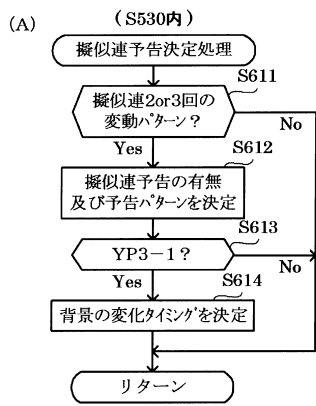 (A)
(S530内)
擬似連予告決定処理
S611
擬似連2or3回の
変動ﾊﾟﾀｰﾝ?
No
Yes
S612
擬似連予告の有無
及び予告ﾊﾟﾀｰﾝを決定
S613
YP3-1?
No
Yes
S614
背景の変化ﾀｲﾐﾝｸﾞを決定
リターン